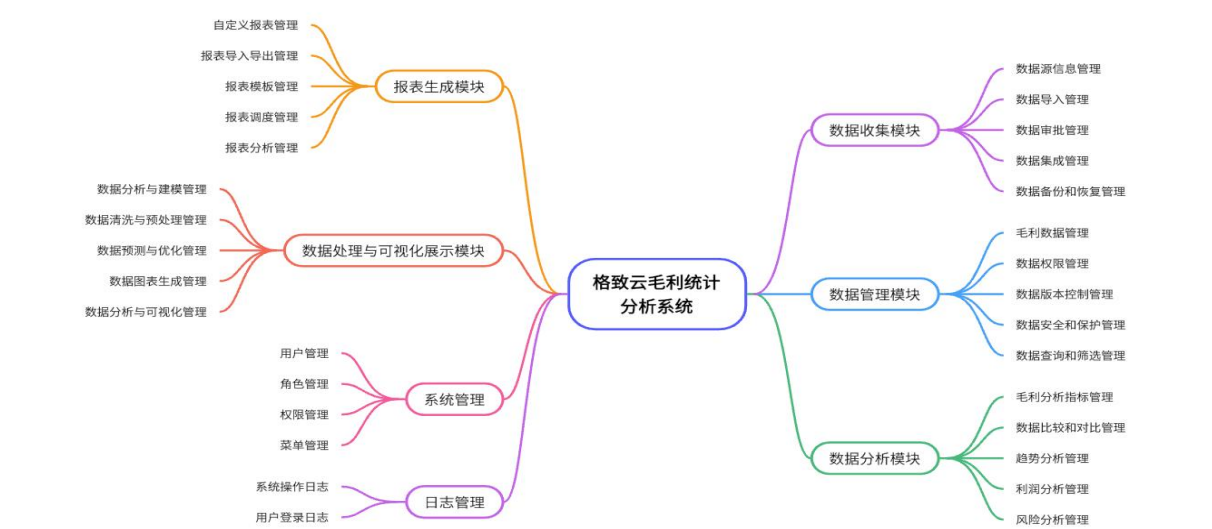 格致云毛利统计
分析系统
数据收集模块
数据源信息管理
数据导入管理
数据审批管理
数据集成管理
数据备份和恢复管理
数据管理模块
毛利数据管理
数据权限管理
数据版本控制管理
数据安全和保护管理
数据查询和筛选管理
数据分析模块
毛利分析指标管理
数据比较和对比管理
趋势分析管理
利润分析管理
风险分析管理
报表生成模块
自定义报表管理
报表导入导出管理
报表模板管理
报表调度管理
报表分析管理
数据处理与可视化展示模块
数据分析与建模管理
数据清洗与预处理管理
数据预测与优化管理
数据图表生成管理
数据分析与可视化管理
系统管理
用户管理
角色管理
权限管理
菜单管理
日志管理
系统操作日志
用户登录日志